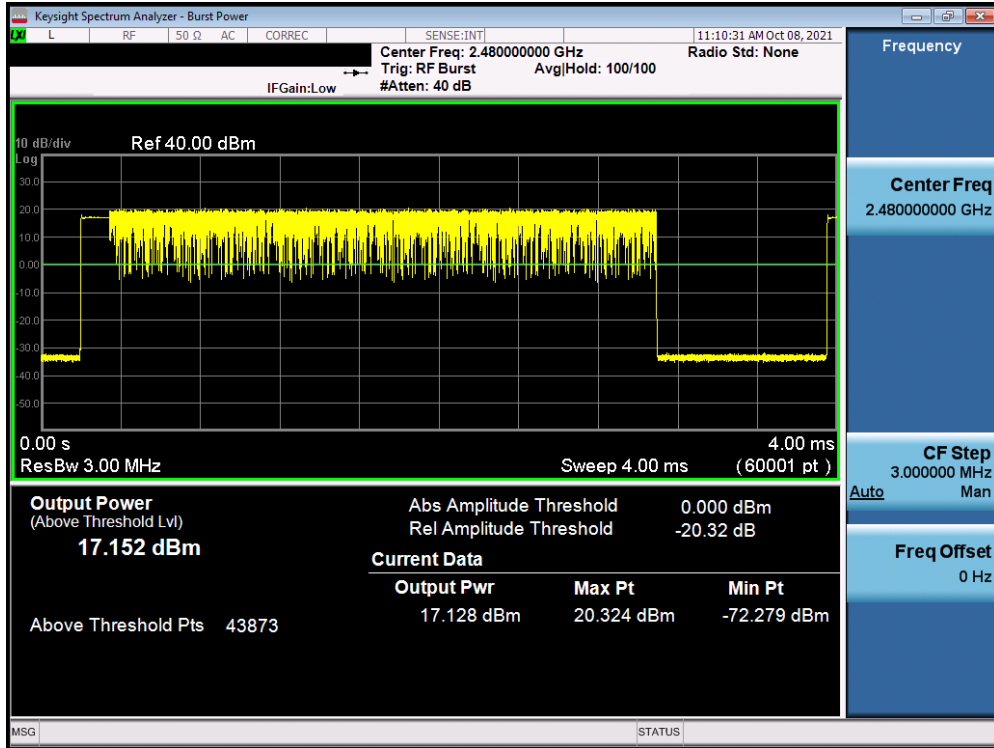 Keysight Spectrum Analyzer - Burst Power
LXI L RF 50 Ω AC CORREC SENSE:INT 11:10:31 AM Oct 08, 2021
Center Freq: 2.480000000 GHz Radio Std: None
Trig: RF Burst Avg|Hold: 100/100
IFGain:Low #Atten: 40 dB
10 dB/div Ref 40.00 dBm
Log
30.0
20.0
10.0
0.00
-10.0
-20.0
-30.0
-40.0
-50.0
0.00 s 4.00 ms
ResBw 3.00 MHz Sweep 4.00 ms (60001 pt)
Output Power
(Above Threshold Lvl)
17.152 dBm
Above Threshold Pts 43873
Abs Amplitude Threshold 0.000 dBm
Rel Amplitude Threshold -20.32 dB
Current Data
Output Pwr Max Pt Min Pt
17.128 dBm 20.324 dBm -72.279 dBm
Frequency
Center Freq
2.480000000 GHz
CF Step
3.000000 MHz
Auto Man
Freq Offset
0 Hz
MSG STATUS